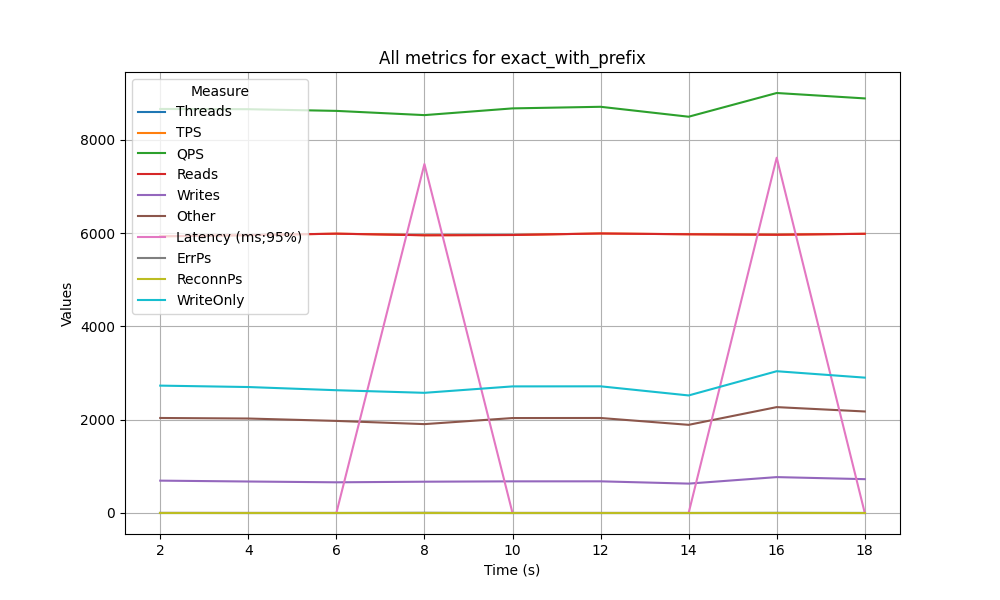 All metrics for exact_with_prefix
Measure
Threads
TPS
QPS
Reads
Writes
Other
Latency (ms;95%)
ErrPs
ReconnPs
WriteOnly
Values
8000
6000
4000
2000
0
2 4 6 8 10 12 14 16 18
Time (s)